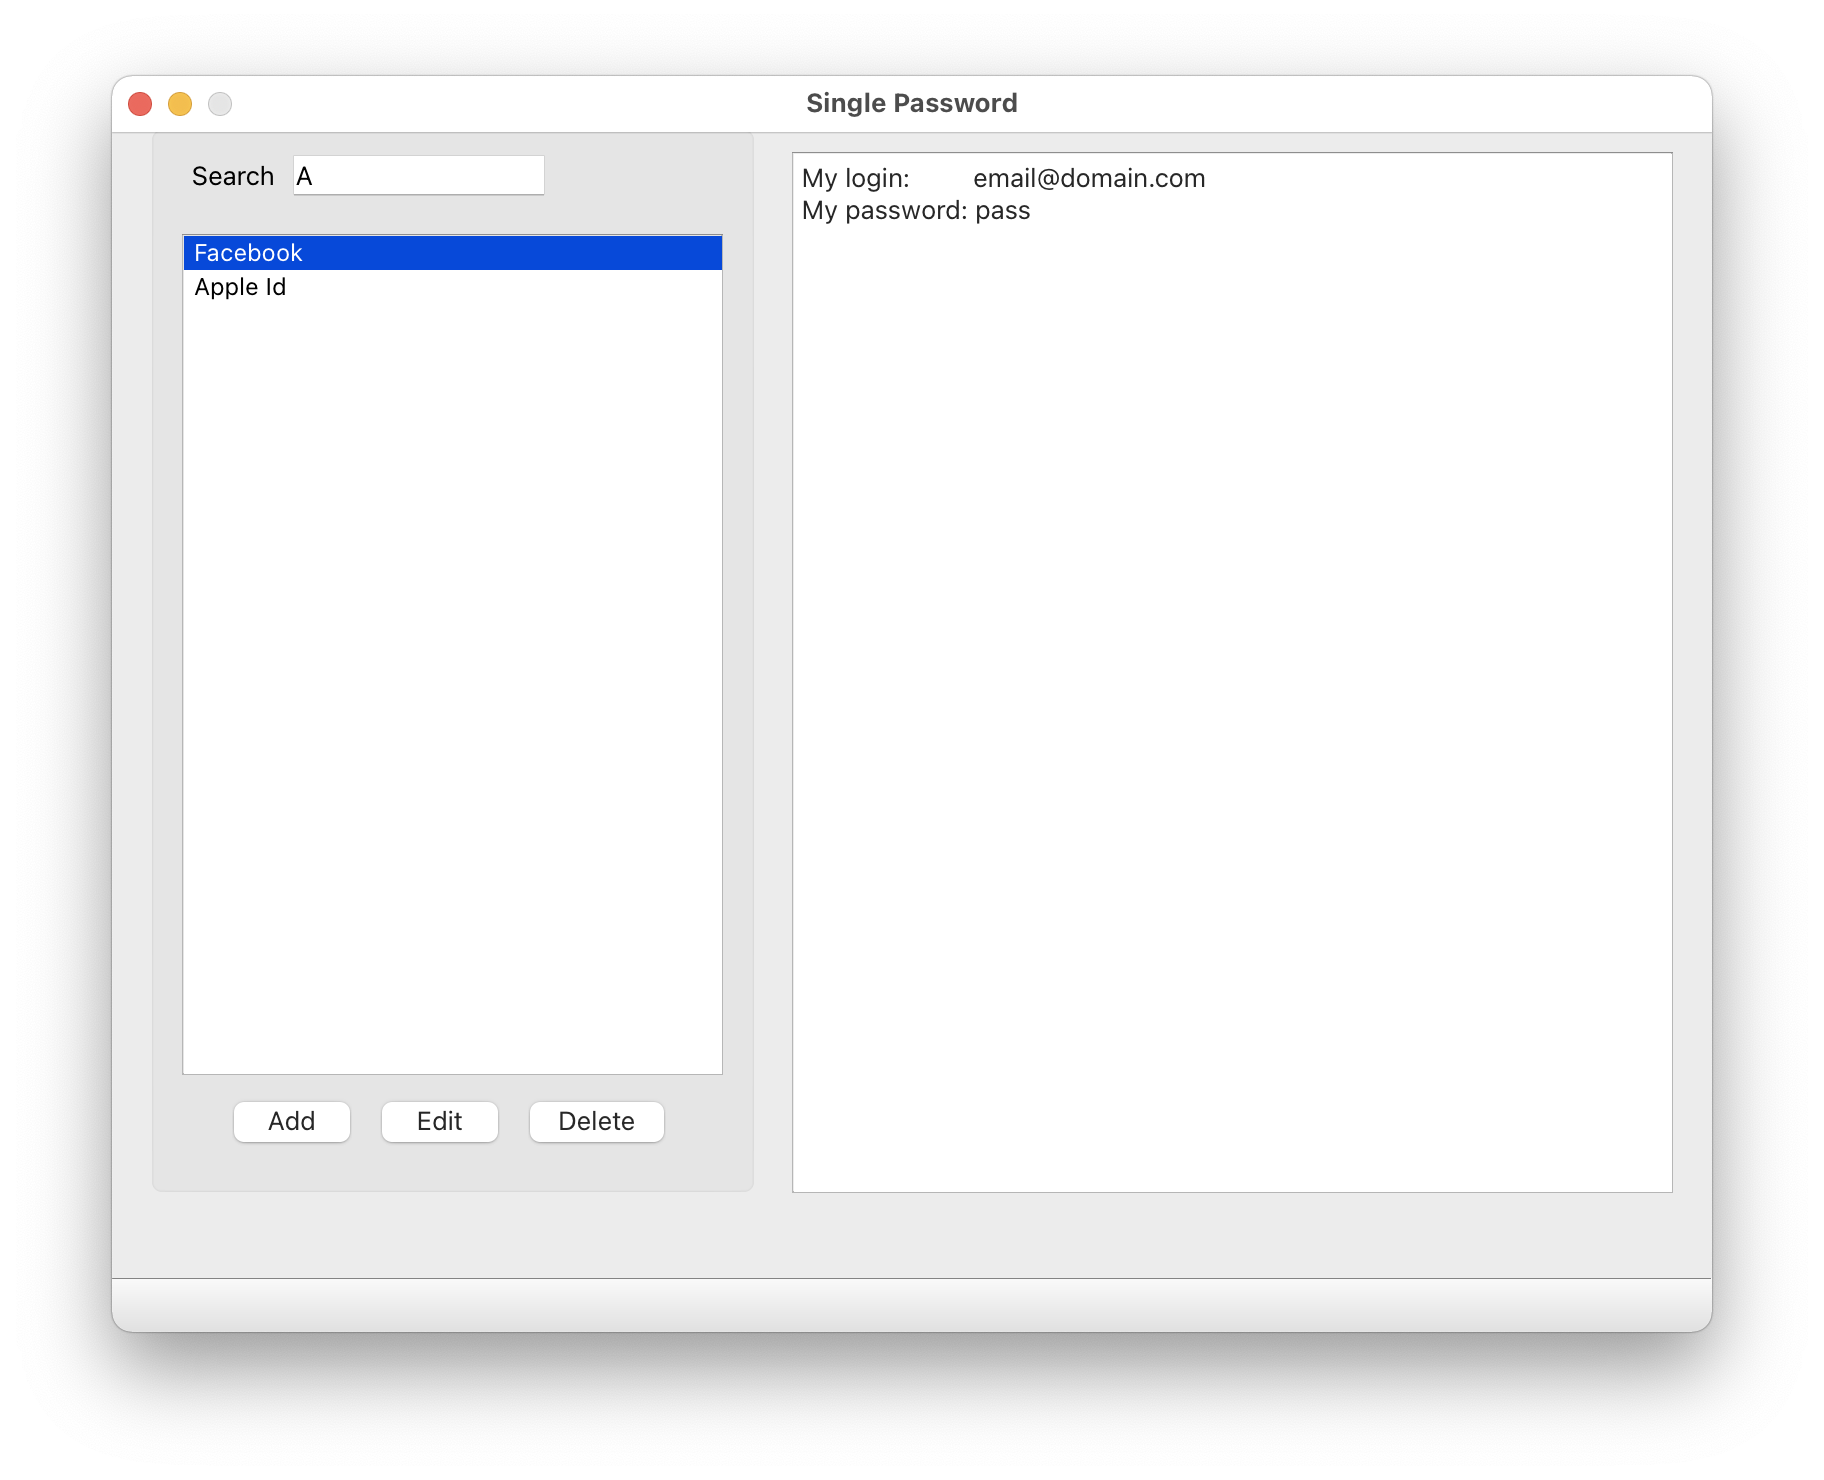 Single Password
Search A
Facebook
Apple Id
Add Edit Delete
My login: email@domain.com
My password: pass